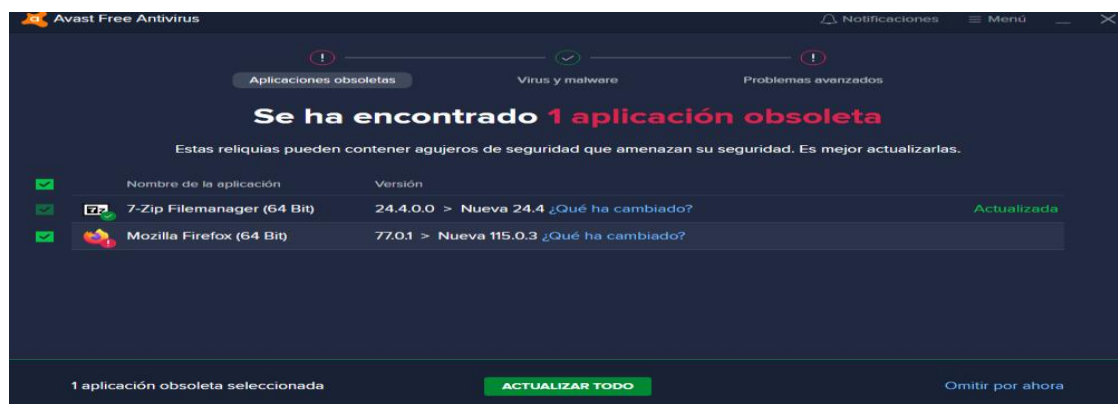 Avast Free Antivirus Notificaciones Menú
Aplicaciones obsoletas Virus y malware Problemas avanzados
Se ha encontrado 1 aplicación obsoleta
Estas reliquias pueden contener agujeros de seguridad que amenazan su seguridad. Es mejor actualizarlas.
Nombre de la aplicación Versión
7-Zip Filemanager (64 Bit) 24.4.0.0 > Nueva 24.4 ¿Qué ha cambiado? Actualizada
Mozilla Firefox (64 Bit) 77.0.1 > Nueva 115.0.3 ¿Qué ha cambiado?
1 aplicación obsoleta seleccionada ACTUALIZAR TODO Omitir por ahora